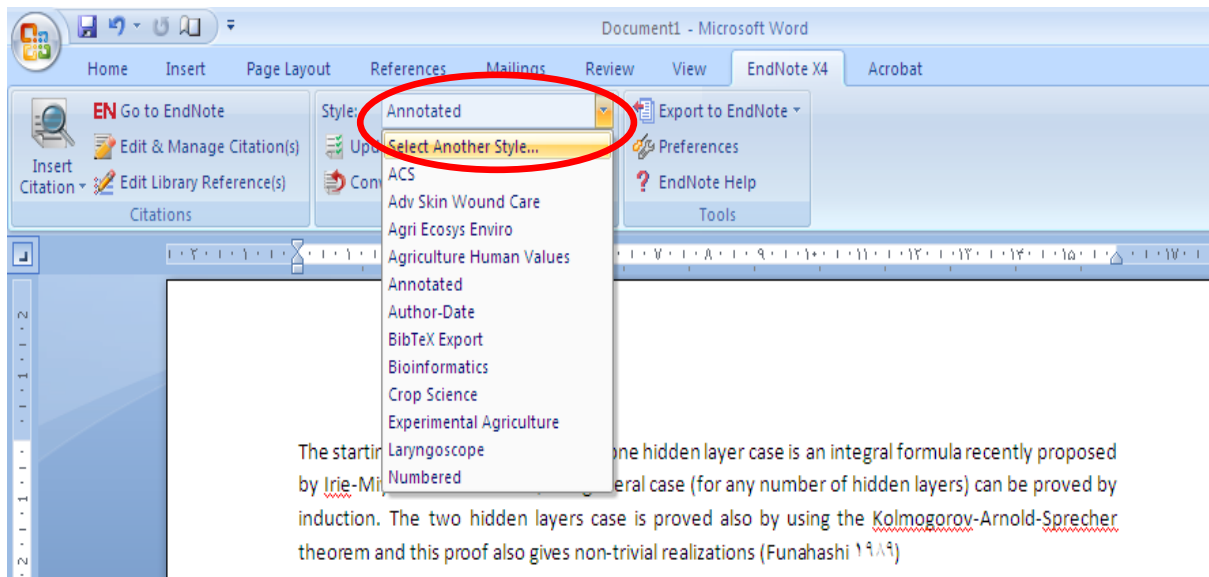 Document1 - Microsoft Word
Home Insert Page Layout References Mailings Review View EndNote X4 Acrobat
EN Go to EndNote
Edit & Manage Citation(s)
Edit Library Reference(s)
Insert
Citation
Citations
Style: Annotated
Select Another Style...
ACS
Adv Skin Wound Care
Agri Ecosys Enviro
Agriculture Human Values
Annotated
Author-Date
BibTeX Export
Bioinformatics
Crop Science
Experimental Agriculture
Laryngoscope
Numbered
Export to EndNote
Preferences
? EndNote Help
Tools
The one hidden layer case is an integral formula recently proposed
by Irie- case (for any number of hidden layers) can be proved by
induction. The two hidden layers case is proved also by using the Kolmogorov-Arnold-Sprecher
theorem and this proof also gives non-trivial realizations (Funahashi ۱۹۸۹)